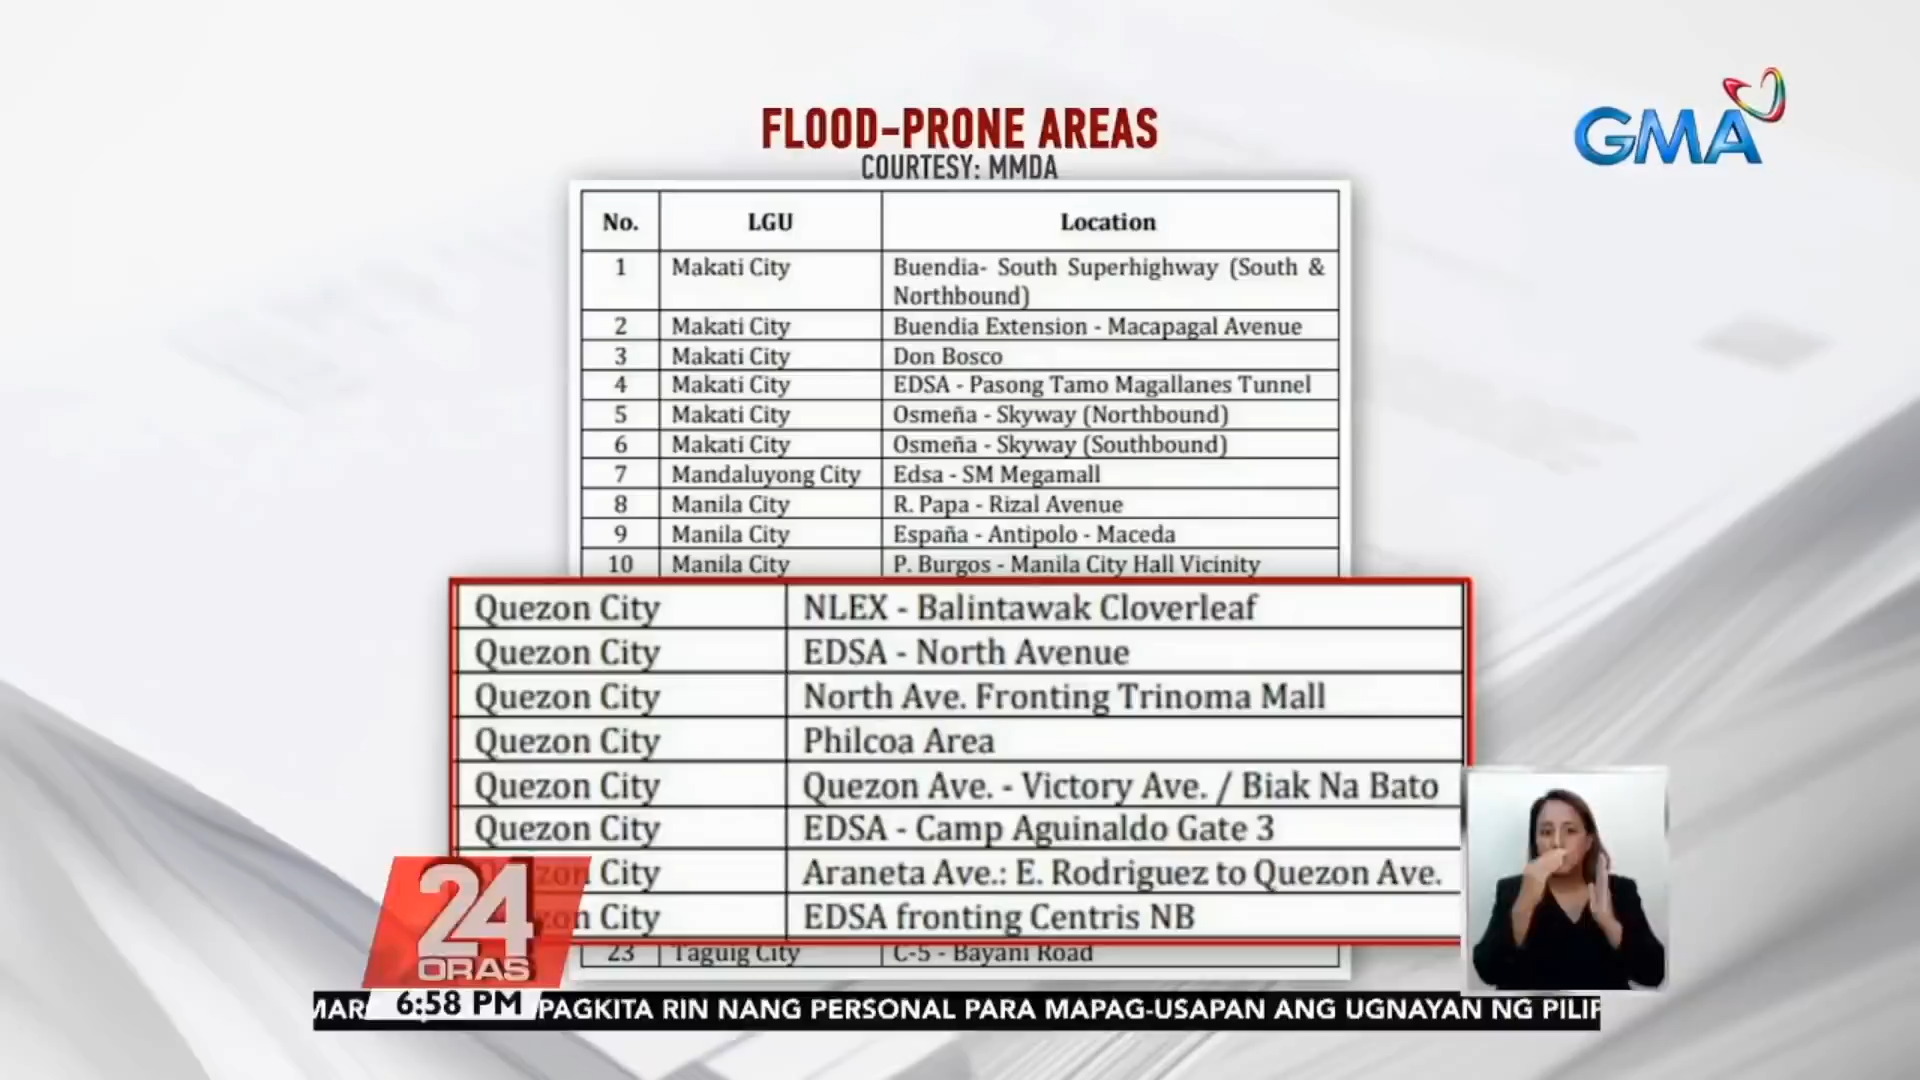 FLOOD-PRONE AREAS
COURTESY: MMDA
GMA
No. LGU Location
1 Makati City Buendia- South Superhighway (South &
Northbound)
2 Makati City Buendia Extension - Macapagal Avenue
3 Makati City Don Bosco
4 Makati City EDSA - Pasong Tamo Magallanes Tunnel
5 Makati City Osmeña - Skyway (Northbound)
6 Makati City Osmeña - Skyway (Southbound)
7 Mandaluyong City Edsa - SM Megamall
8 Manila City R. Papa - Rizal Avenue
9 Manila City España - Antipolo - Maceda
10 Manila City P. Burgos - Manila City Hall Vicinity
Quezon City NLEX - Balintawak Cloverleaf
Quezon City EDSA - North Avenue
Quezon City North Ave. Fronting Trinoma Mall
Quezon City Philcoa Area
Quezon City Quezon Ave. - Victory Ave. / Biak Na Bato
Quezon City EDSA - Camp Aguinaldo Gate 3
City Araneta Ave.: E. Rodriguez to Quezon Ave.
City EDSA fronting Centris NB
23 Taguig City C-5 - Bayani Road
24
ORAS
6:58 PM PAGKITA RIN NANG PERSONAL PARA MAPAG-USAPAN ANG UGNAYAN NG